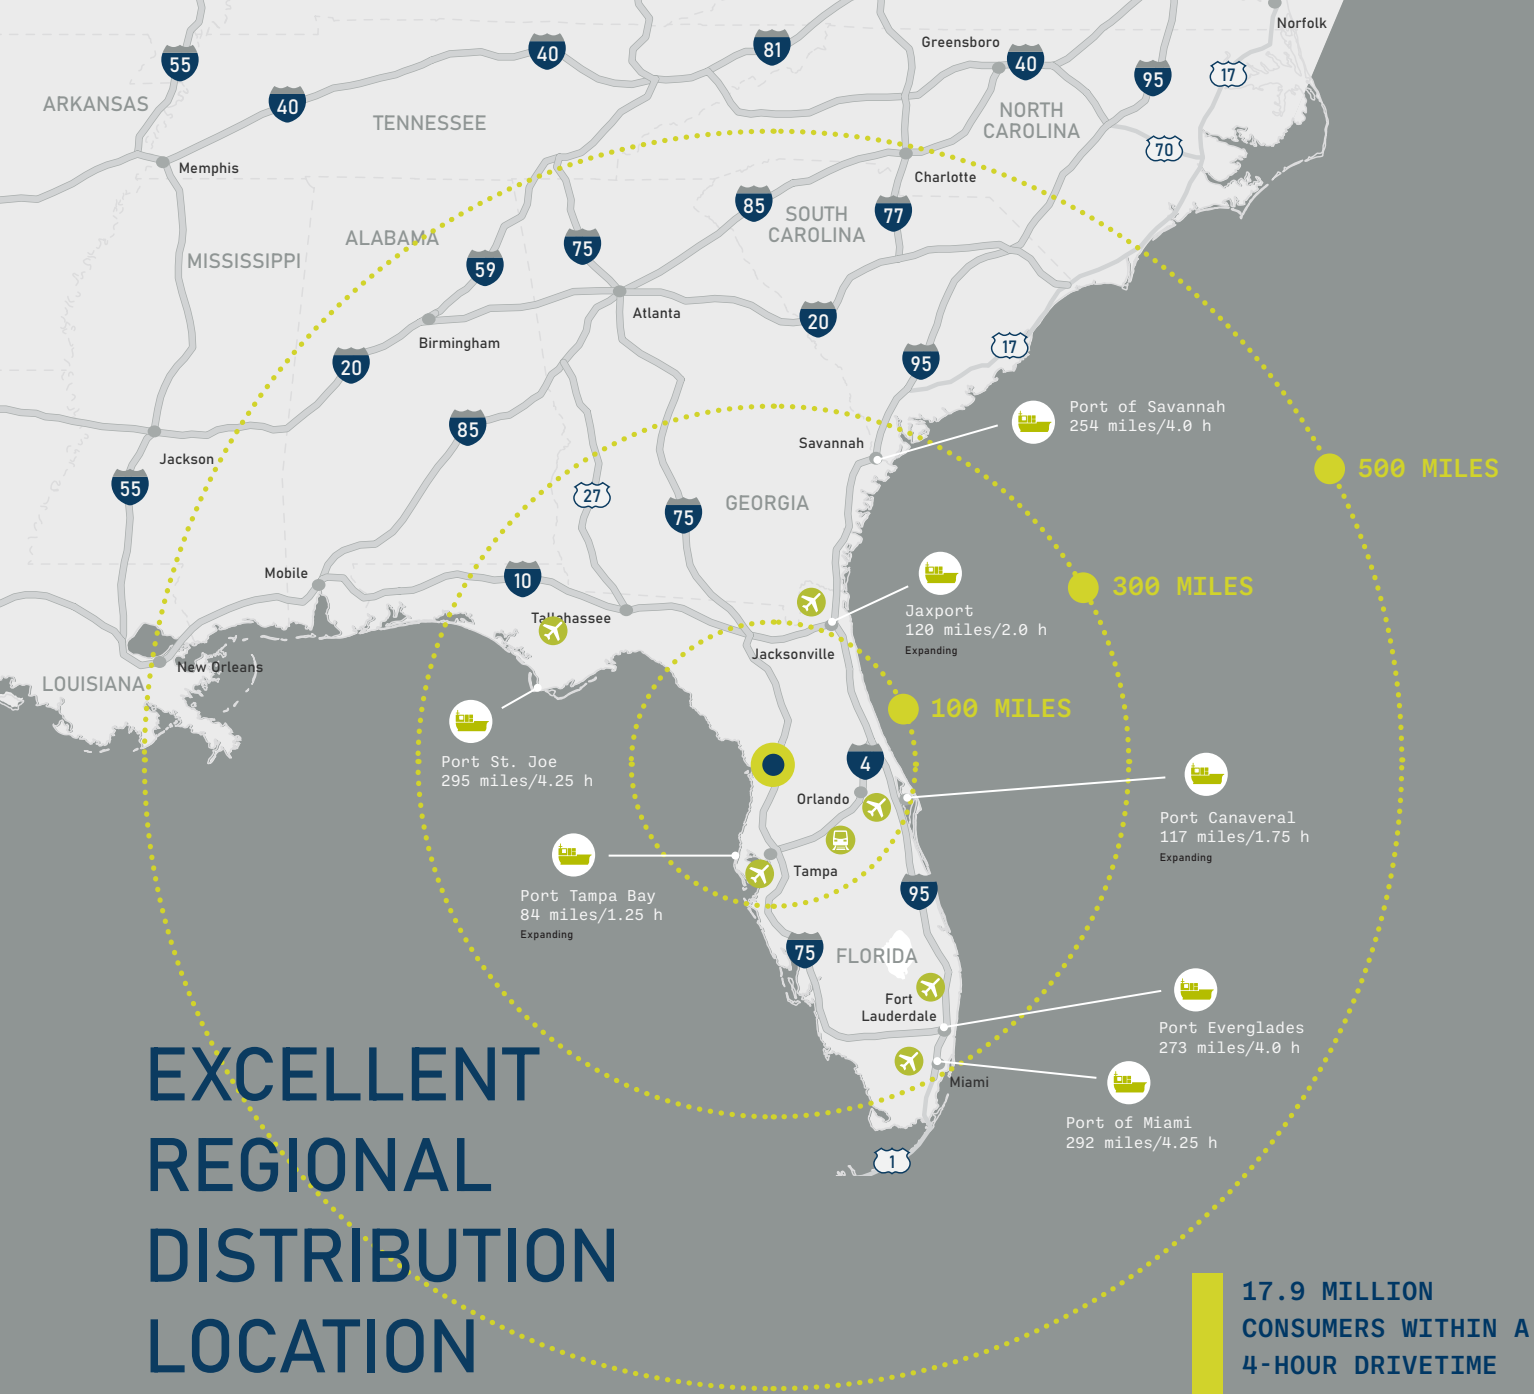 Norfolk
Greensboro
81
40
40
55
95
17
ARKANSAS
40
TENNESSEE
NORTH
CAROLINA
70
Memphis
Charlotte
85
77
SOUTH
CAROLINA
ALABAMA
75
MISSISSIPPI
59
Atlanta
20
Birmingham
17
20
95
Port of Savannah
254 miles/4.0 h
85
Savannah
Jackson
500 MILES
55
27
GEORGIA
75
Mobile
10
300 MILES
Tallahassee
Jaxport
120 miles/2.0 h
Expanding
Jacksonville
New Orleans
LOUISIANA
100 MILES
Port St. Joe
295 miles/4.25 h
4
Orlando
Port Canaveral
117 miles/1.75 h
Expanding
Tampa
Port Tampa Bay
84 miles/1.25 h
Expanding
95
75
FLORIDA
Fort
Lauderdale
Port Everglades
273 miles/4.0 h
Miami
Port of Miami
292 miles/4.25 h
1
EXCELLENT
REGIONAL
DISTRIBUTION
LOCATION
17.9 MILLION
CONSUMERS WITHIN A
4-HOUR DRIVETIME